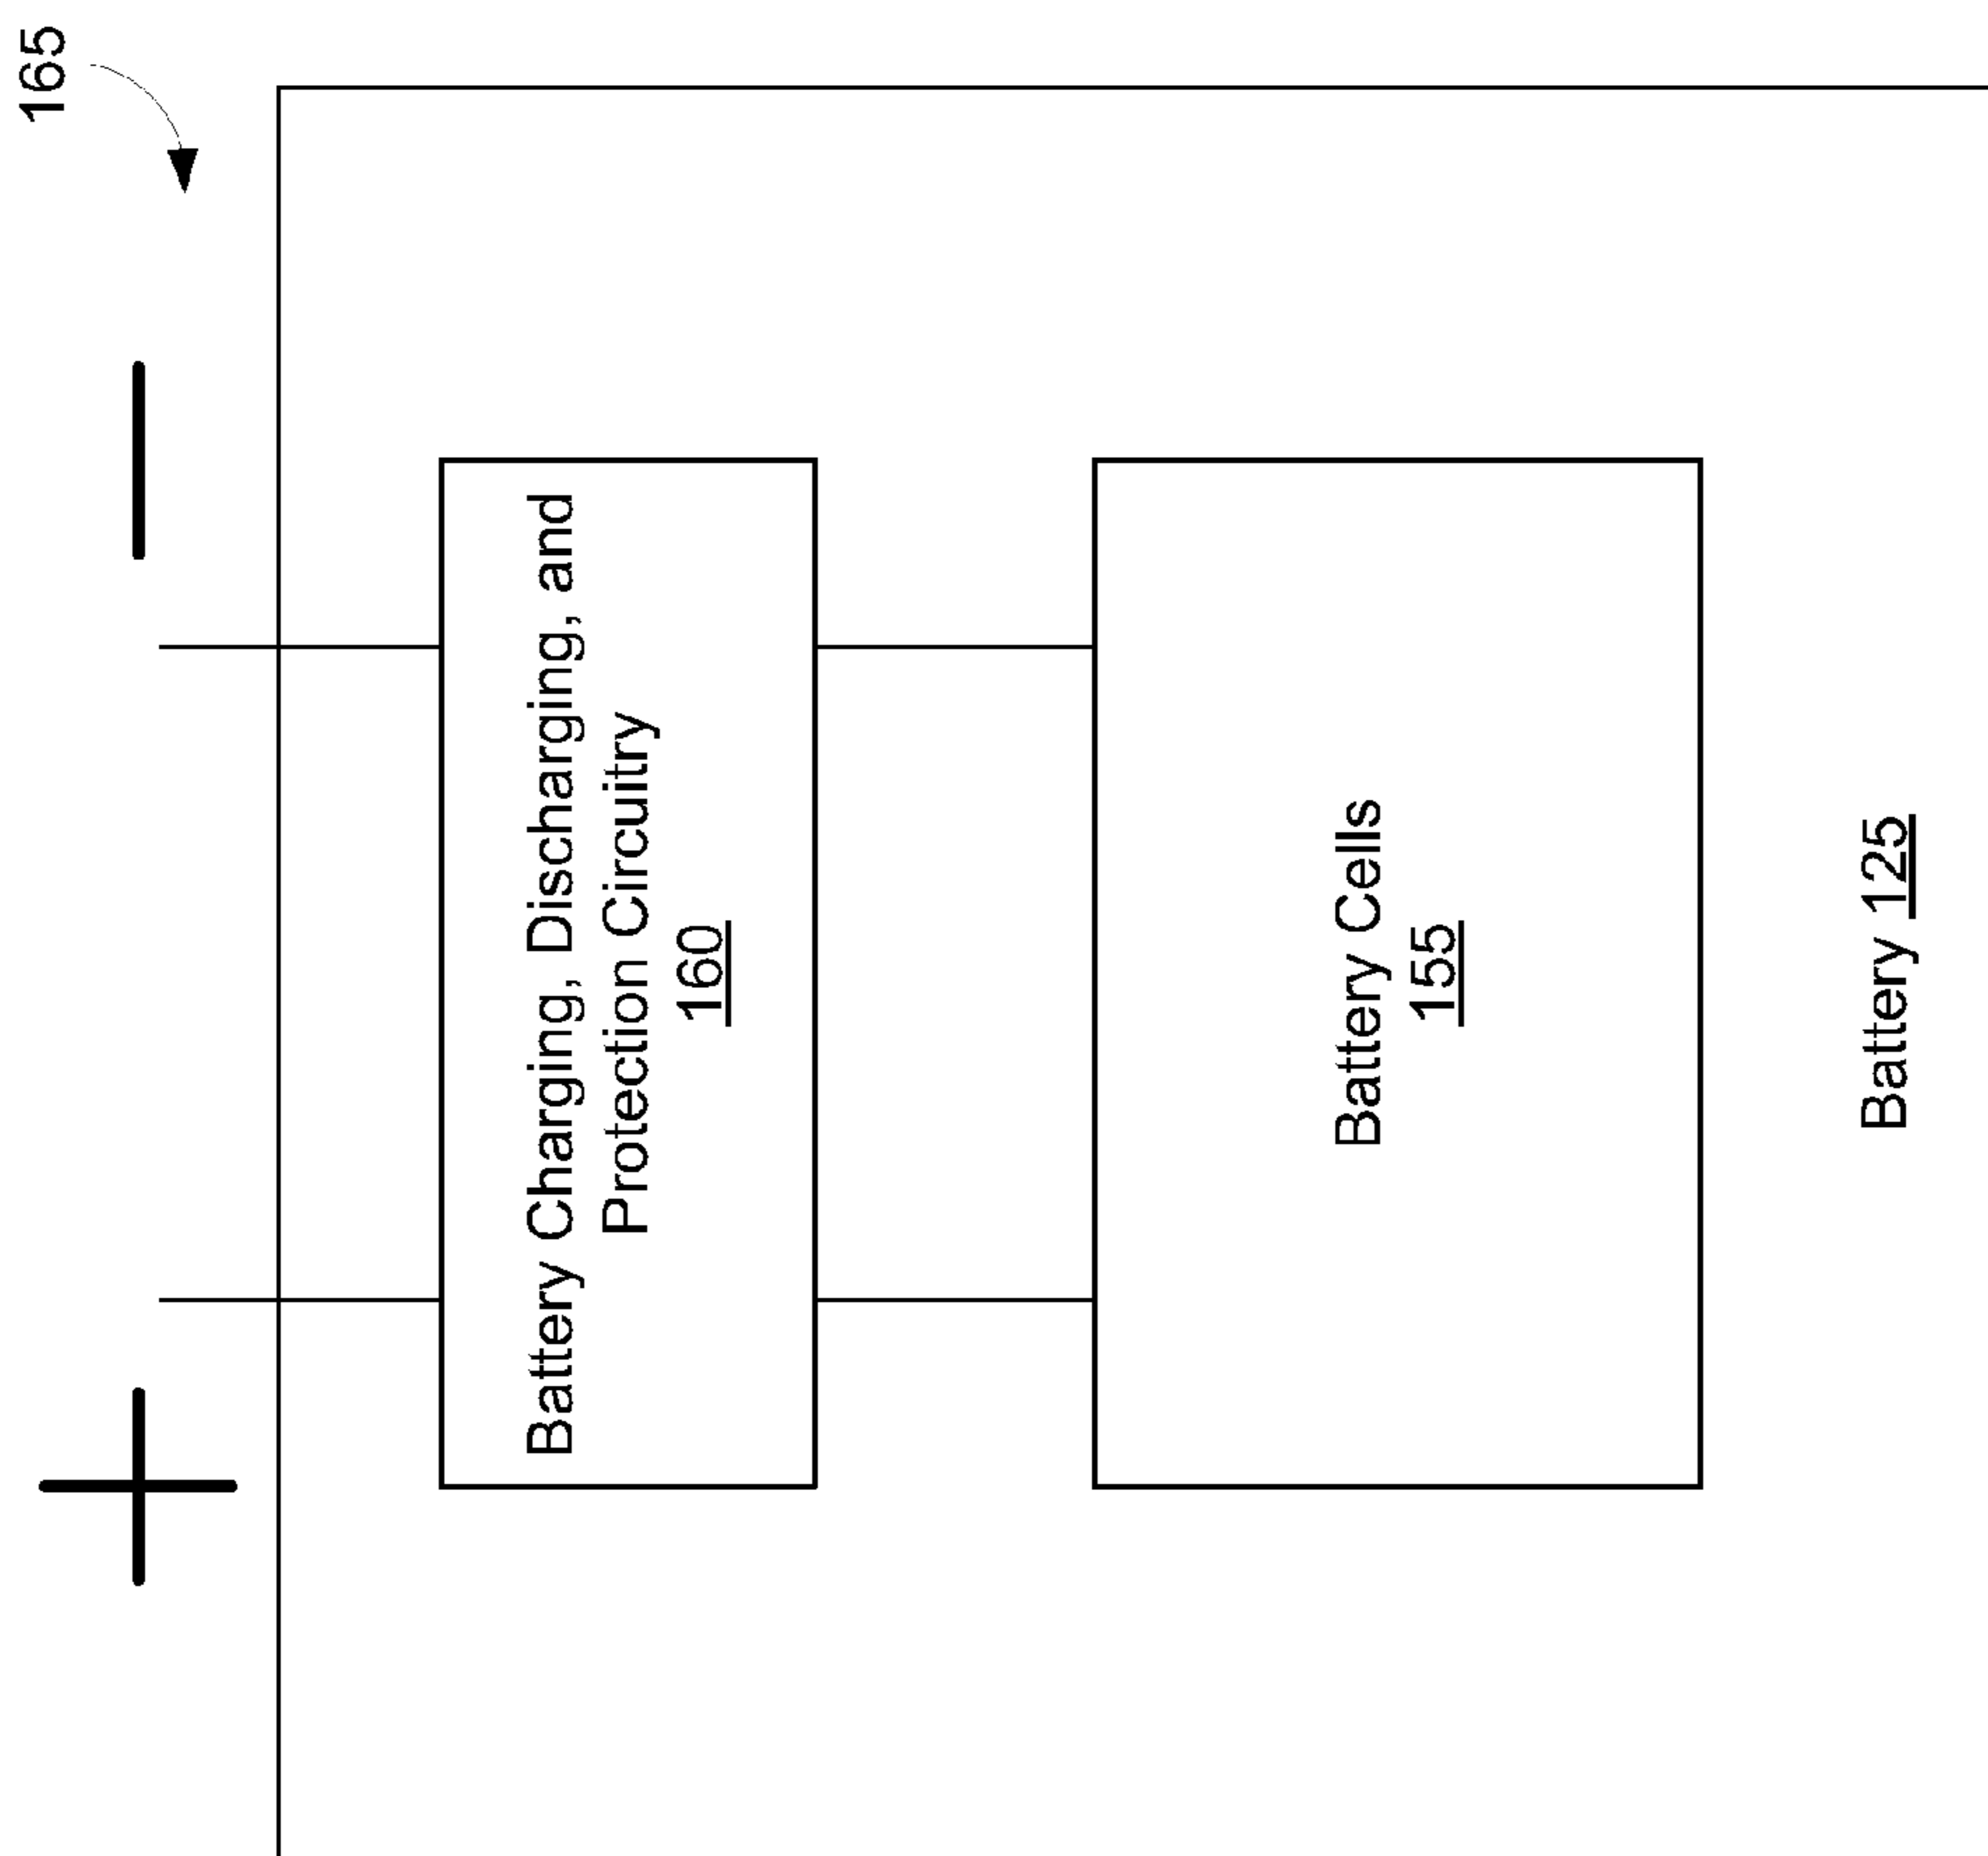 165
Battery Charging, Discharging, and
Protection Circuitry
160
Battery Cells
155
Battery 125